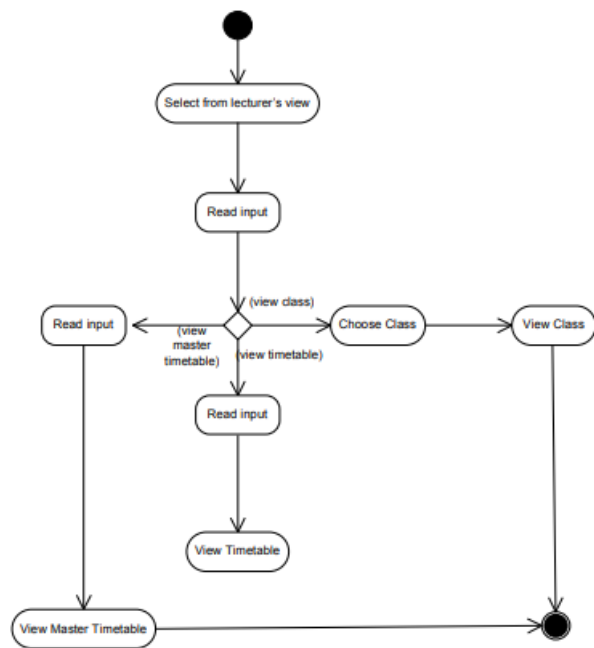 Select from lecturer's view
Read input
(view class)
Read input
Choose Class
View Class
(view
master
timetable)
(view timetable)
Read input
View Timetable
View Master Timetable